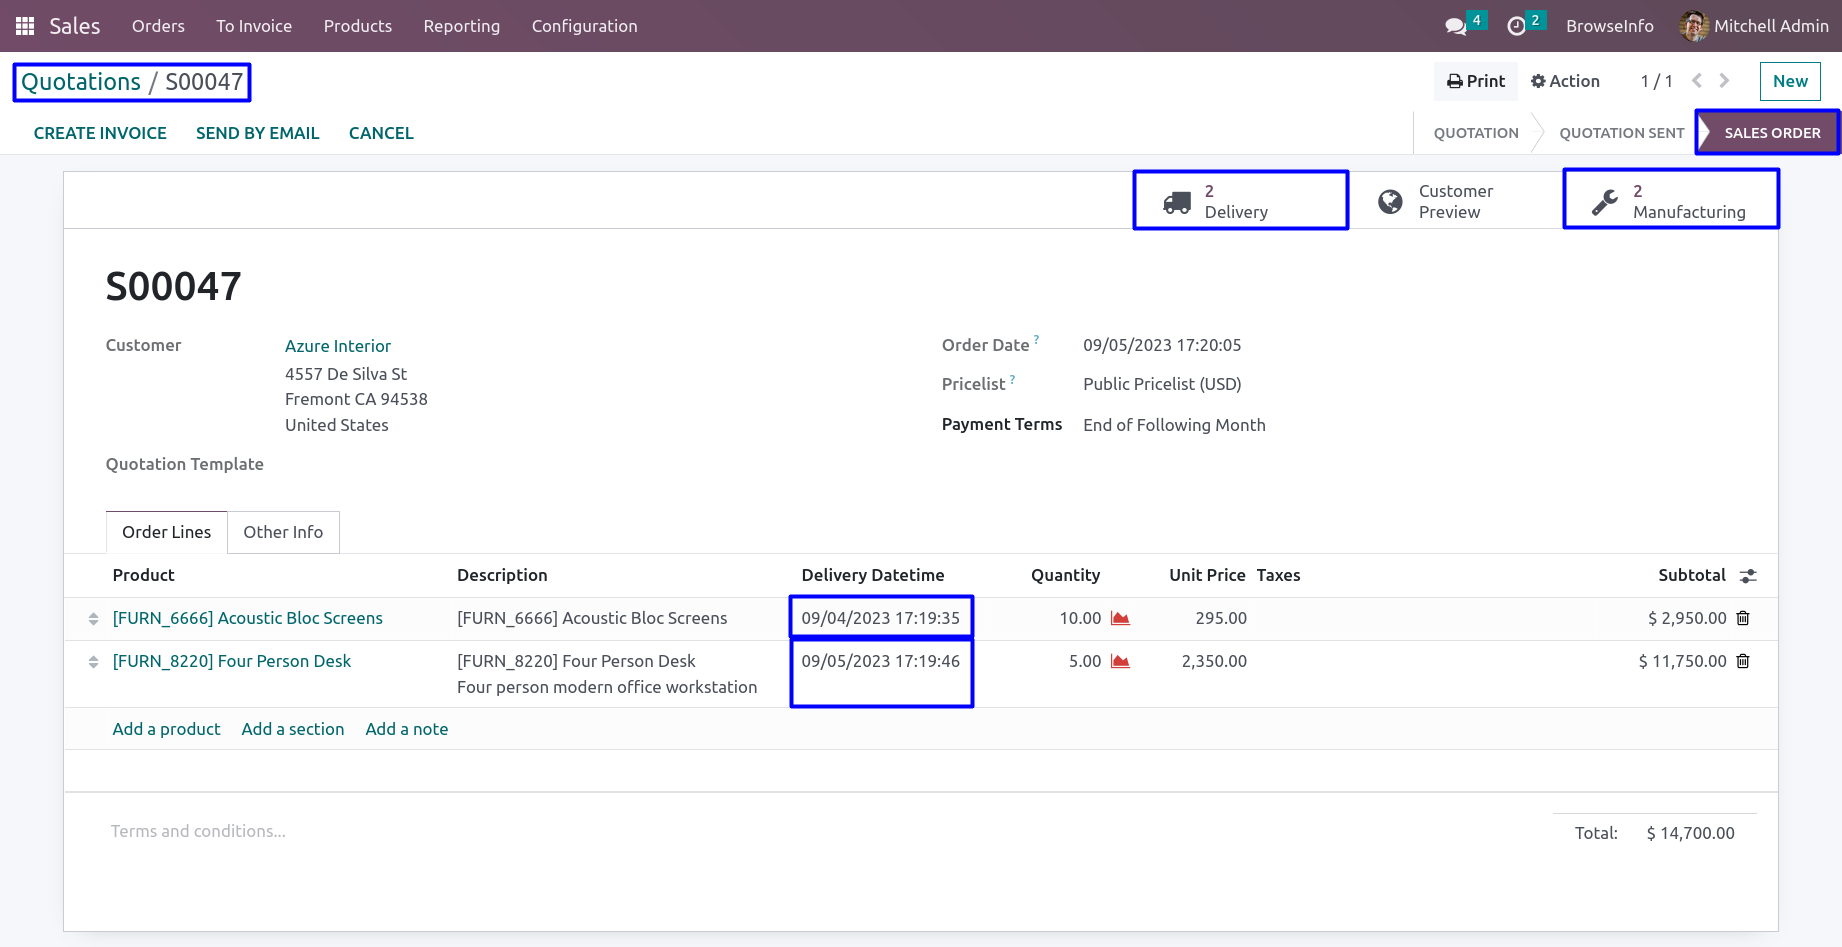 Sales Orders To Invoice Products Reporting Configuration 4 2 BrowseInfo Mitchell Admin
Quotations / S00047 Print Action 1 / 1 New
CREATE INVOICE SEND BY EMAIL CANCEL QUOTATION QUOTATION SENT SALES ORDER
2 Delivery
Customer Preview
2 Manufacturing
S00047
Customer Azure Interior
4557 De Silva St
Fremont CA 94538
United States
Quotation Template
Order Date ? 09/05/2023 17:20:05
Pricelist ? Public Pricelist (USD)
Payment Terms End of Following Month
Order Lines Other Info
Product Description Delivery Datetime Quantity Unit Price Taxes Subtotal
[FURN_6666] Acoustic Bloc Screens [FURN_6666] Acoustic Bloc Screens 09/04/2023 17:19:35 10.00 295.00 $ 2,950.00
[FURN_8220] Four Person Desk [FURN_8220] Four Person Desk 09/05/2023 17:19:46 5.00 2,350.00 $ 11,750.00
Four person modern office workstation
Add a product Add a section Add a note
Terms and conditions...
Total: $ 14,700.00